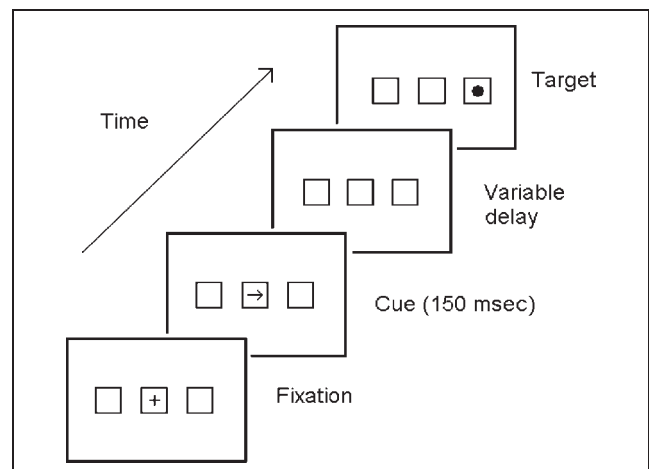 Target
Time
Variable
delay
Cue (150 msec)
Fixation